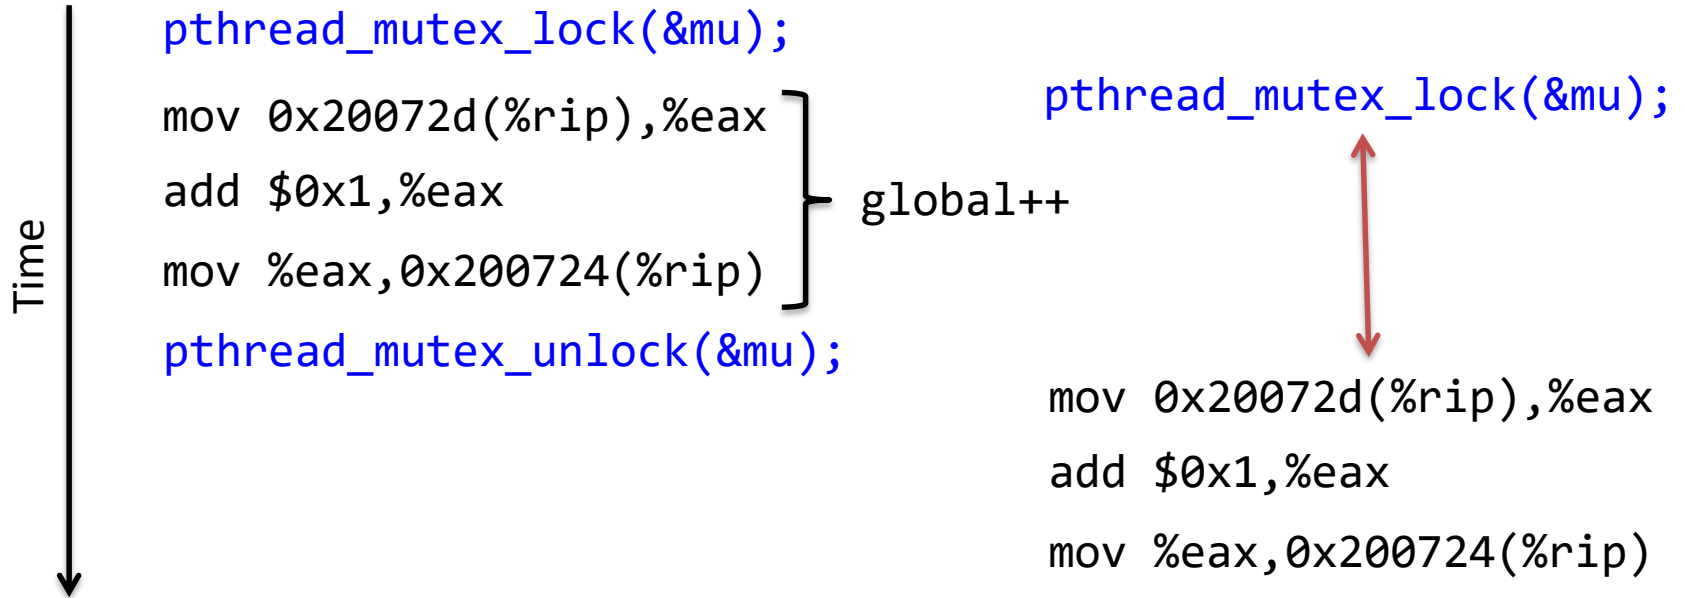 Time
pthread_mutex_lock(&mu);
mov 0x20072d(%rip),%eax
add $0x1,%eax
mov %eax,0x200724(%rip)
pthread_mutex_unlock(&mu);
global++
pthread_mutex_lock(&mu);
mov 0x20072d(%rip),%eax
add $0x1,%eax
mov %eax,0x200724(%rip)